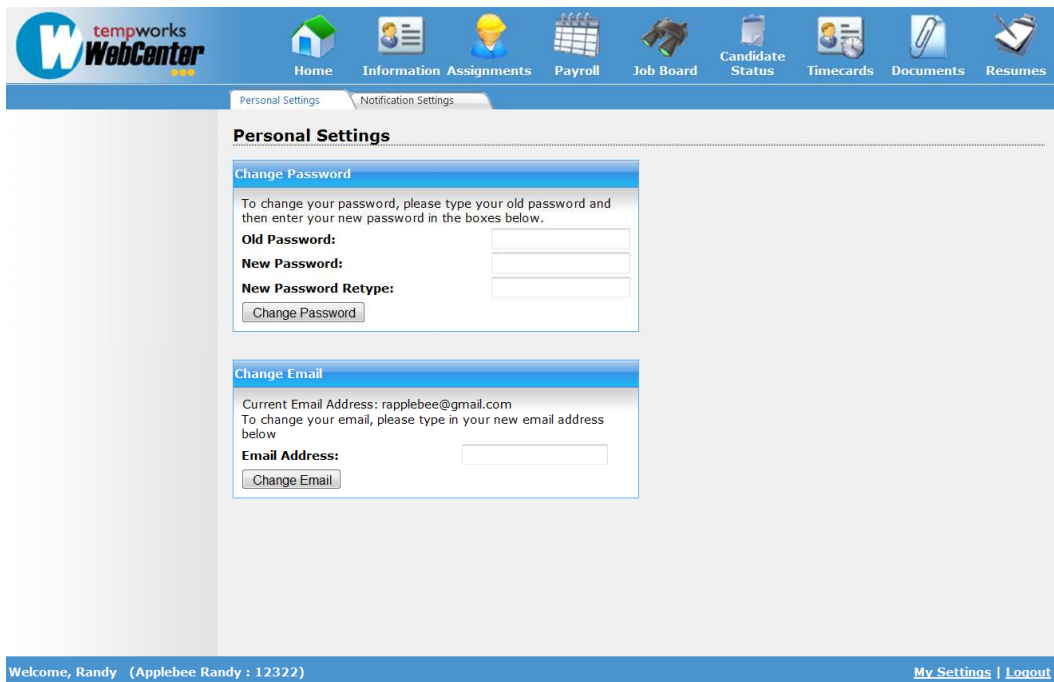 tempworks
WebCenter
Home
Information
Assignments
Payroll
Job Board
Candidate
Status
Timecards
Documents
Resumes
Personal Settings
Notification Settings
Personal Settings
Change Password
To change your password, please type your old password and
then enter your new password in the boxes below.
Old Password:
New Password:
New Password Retype:
Change Password
Change Email
Current Email Address: rapplebee@gmail.com
To change your email, please type in your new email address
below
Email Address:
Change Email
Welcome, Randy (Applebee Randy : 12322)
My Settings | Logout